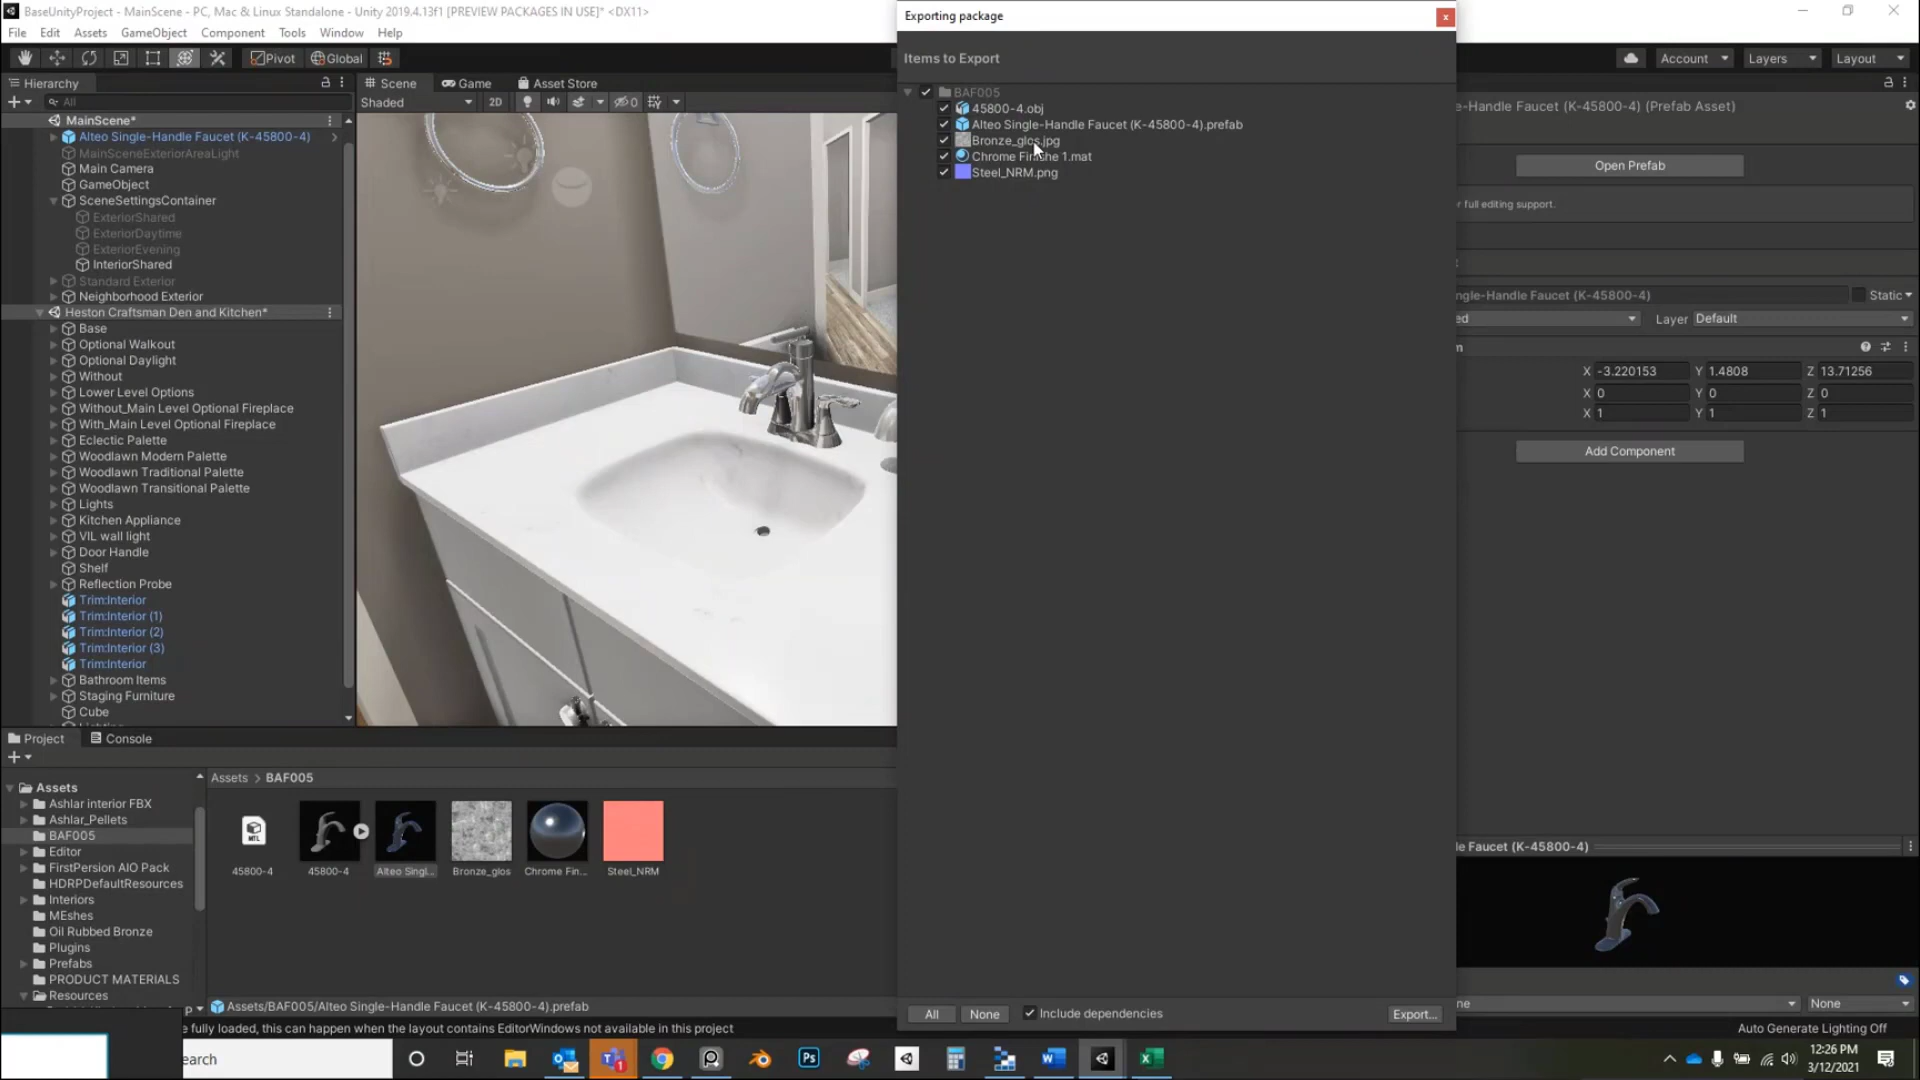 BaseUnityProject - MainScene - PC, Mac & Linux Standalone - Unity 2019.4.13f1 [PREVIEW PACKAGES IN USE]* <DX11>
File Edit Assets GameObject Component Tools Window Help
Pivot Global
Account Layers Layout
Hierarchy
All
MainScene*
Alteo Single-Handle Faucet (K-45800-4)
MainSceneExteriorAreaLight
Main Camera
GameObject
SceneSettingsContainer
ExteriorShared
ExteriorDaytime
ExteriorEvening
InteriorShared
Standard Exterior
Neighborhood Exterior
Heston Craftsman Den and Kitchen*
Base
Optional Walkout
Optional Daylight
Without
Lower Level Options
Without_Main Level Optional Fireplace
With_Main Level Optional Fireplace
Eclectic Palette
Woodlawn Modern Palette
Woodlawn Traditional Palette
Woodlawn Transitional Palette
Lights
Kitchen Appliance
VIL wall light
Door Handle
Shelf
Reflection Probe
Trim:Interior
Trim:Interior (1)
Trim:Interior (2)
Trim:Interior (3)
Trim:Interior
Bathroom Items
Staging Furniture
Cube
Scene Game Asset Store
Shaded 2D 0
Exporting package
x
Items to Export
BAF005
45800-4.obj
Alteo Single-Handle Faucet (K-45800-4).prefab
Bronze_glos.jpg
Chrome Finishe 1.mat
Steel_NRM.png
All None Include dependencies Export...
e-Handle Faucet (K-45800-4) (Prefab Asset)
Open Prefab
r full editing support.
ngle-Handle Faucet (K-45800-4) Static
ed Layer Default
m
X -3.220153 Y 1.4808 Z 13.71256
X 0 Y 0 Z 0
X 1 Y 1 Z 1
Add Component
le Faucet (K-45800-4)
ne None
Auto Generate Lighting Off
Project Console
Assets
Ashlar interior FBX
Ashlar_Pellets
BAF005
Editor
FirstPersion AIO Pack
HDRPDefaultResources
Interiors
MEshes
Oil Rubbed Bronze
Plugins
Prefabs
PRODUCT MATERIALS
Resources
Assets > BAF005
MTL
45800-4 45800-4 Alteo Singl... Bronze_glos Chrome Fin... Steel_NRM
Assets/BAF005/Alteo Single-Handle Faucet (K-45800-4).prefab
e fully loaded, this can happen when the layout contains EditorWindows not available in this project
earch
Ps
12:26 PM
3/12/2021